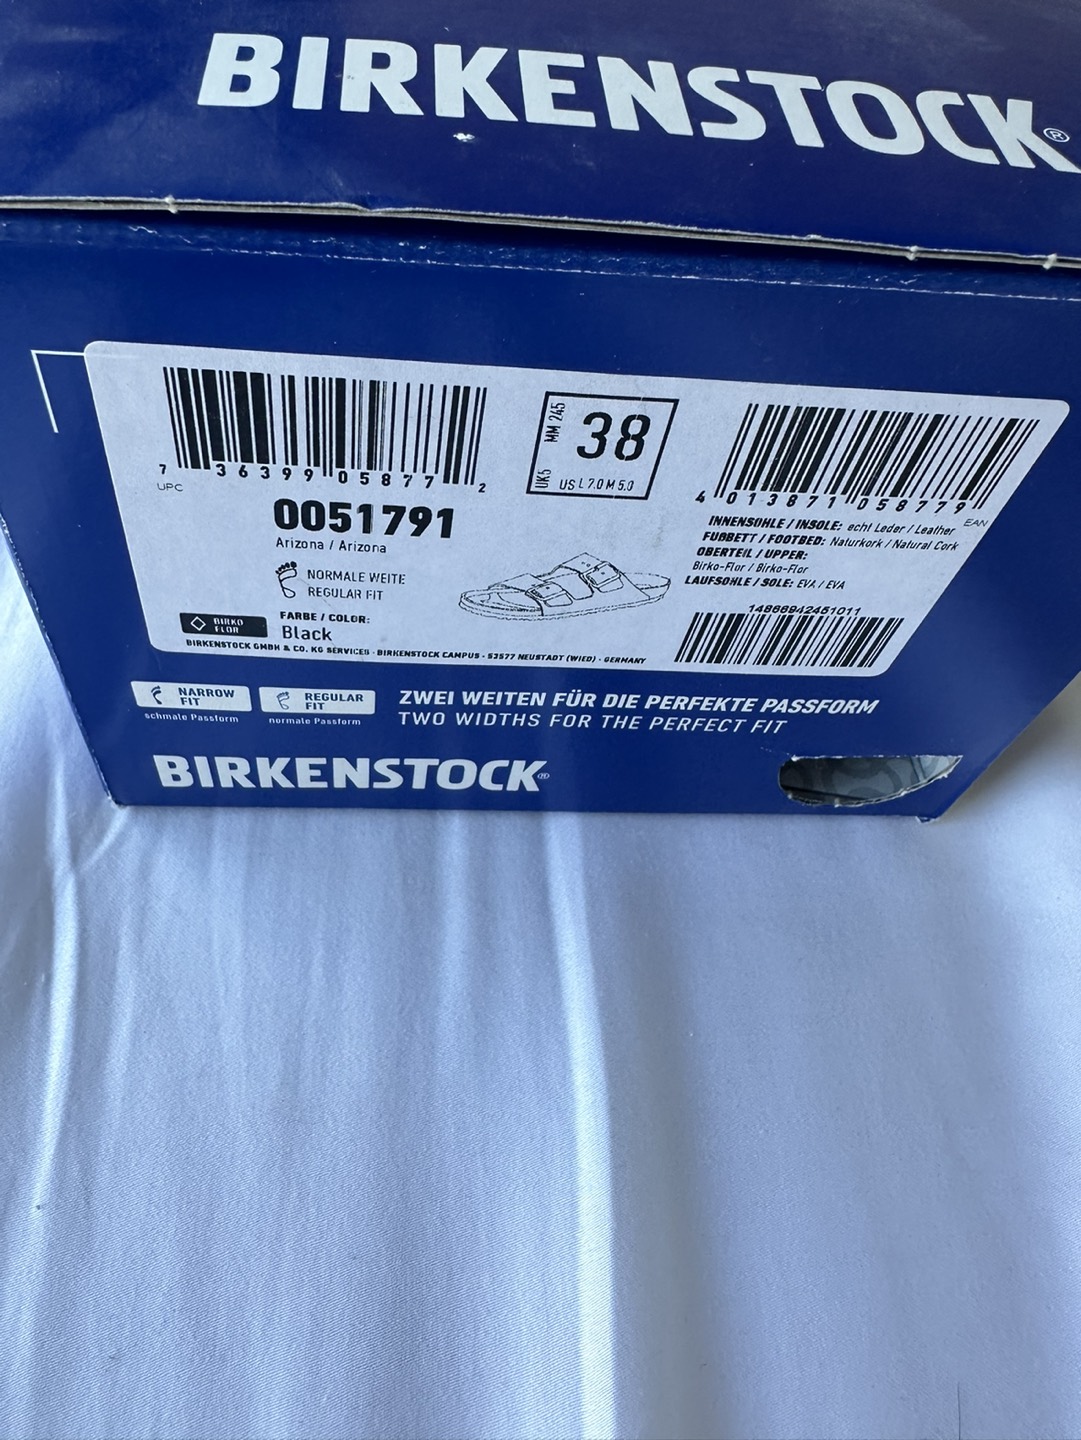 BIRKENSTOCK®
7 36399 05877 2
UPC
MM 245
38
UK5
US L 7.0 M 5.0
4 013871 058779
EAN
0051791
Arizona / Arizona
NORMALE WEITE
REGULAR FIT
BIRKO
FLOR
FARBE / COLOR:
Black
INNENSOHLE / INSOLE: echt Leder / Leather
FUßBETT / FOOTBED: Naturkork / Natural Cork
OBERTEIL / UPPER:
Birko-Flor / Birko-Flor
LAUFSOHLE / SOLE: EVA / EVA
14866942451011
BIRKENSTOCK GMBH & CO. KG SERVICES · BIRKENSTOCK CAMPUS · 53577 NEUSTADT (WIED) · GERMANY
NARROW
FIT
schmale Passform
REGULAR
FIT
normale Passform
ZWEI WEITEN FÜR DIE PERFEKTE PASSFORM
TWO WIDTHS FOR THE PERFECT FIT
BIRKENSTOCK®